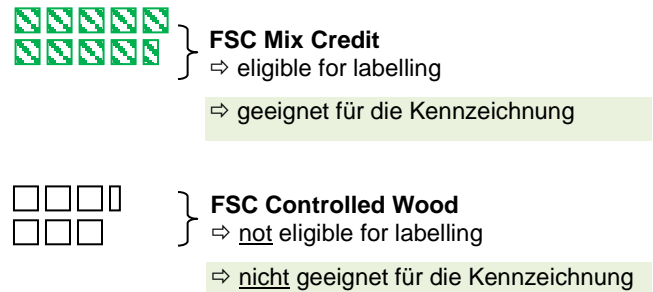 FSC Mix Credit
⇨ eligible for labelling
⇨ geeignet für die Kennzeichnung
FSC Controlled Wood
⇨ not eligible for labelling
⇨ nicht geeignet für die Kennzeichnung